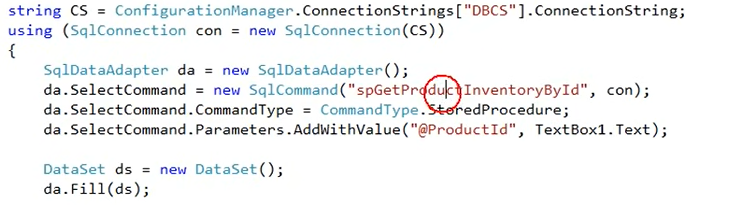 string CS = ConfigurationManager.ConnectionStrings["DBCS"].ConnectionString;
using (SqlConnection con = new SqlConnection(CS))
{
SqlDataAdapter da = new SqlDataAdapter();
da.SelectCommand = new SqlCommand("spGetProductInventoryById", con);
da.SelectCommand.CommandType = CommandType.StoredProcedure;
da.SelectCommand.Parameters.AddWithValue("@ProductId", TextBox1.Text);
DataSet ds = new DataSet();
da.Fill(ds);